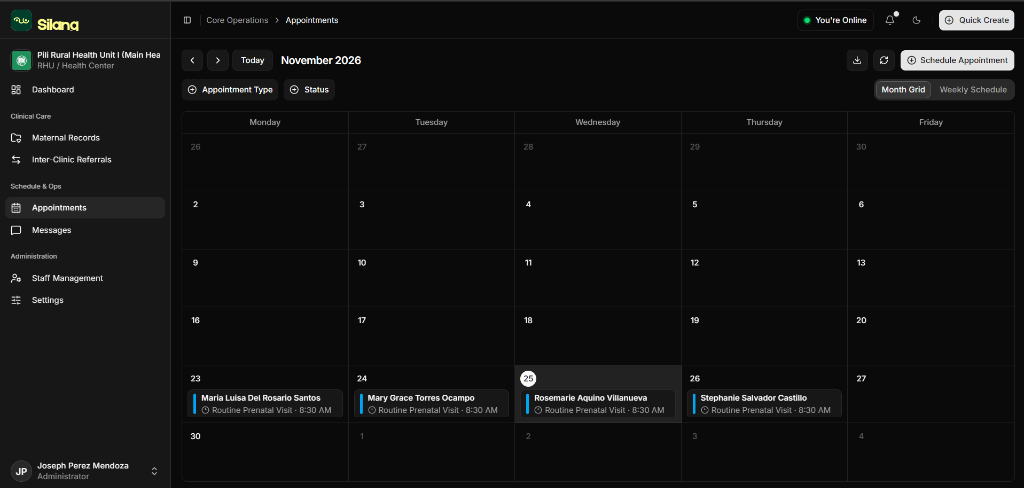 Silang
Pili Rural Health Unit I (Main Hea
RHU / Health Center
Dashboard
Clinical Care
Maternal Records
Inter-Clinic Referrals
Schedule & Ops
Appointments
Messages
Administration
Staff Management
Settings
JP
Joseph Perez Mendoza
Administrator
Core Operations > Appointments
You're Online
Quick Create
Today
November 2026
Schedule Appointment
Appointment Type
Status
Month Grid
Weekly Schedule
Monday Tuesday Wednesday Thursday Friday
26 27 28 29 30
2 3 4 5 6
9 10 11 12 13
16 17 18 19 20
23 24 25 26 27
Maria Luisa Del Rosario Santos
Routine Prenatal Visit · 8:30 AM
Mary Grace Torres Ocampo
Routine Prenatal Visit · 8:30 AM
Rosemarie Aquino Villanueva
Routine Prenatal Visit · 8:30 AM
Stephanie Salvador Castillo
Routine Prenatal Visit · 8:30 AM
30 1 2 3 4